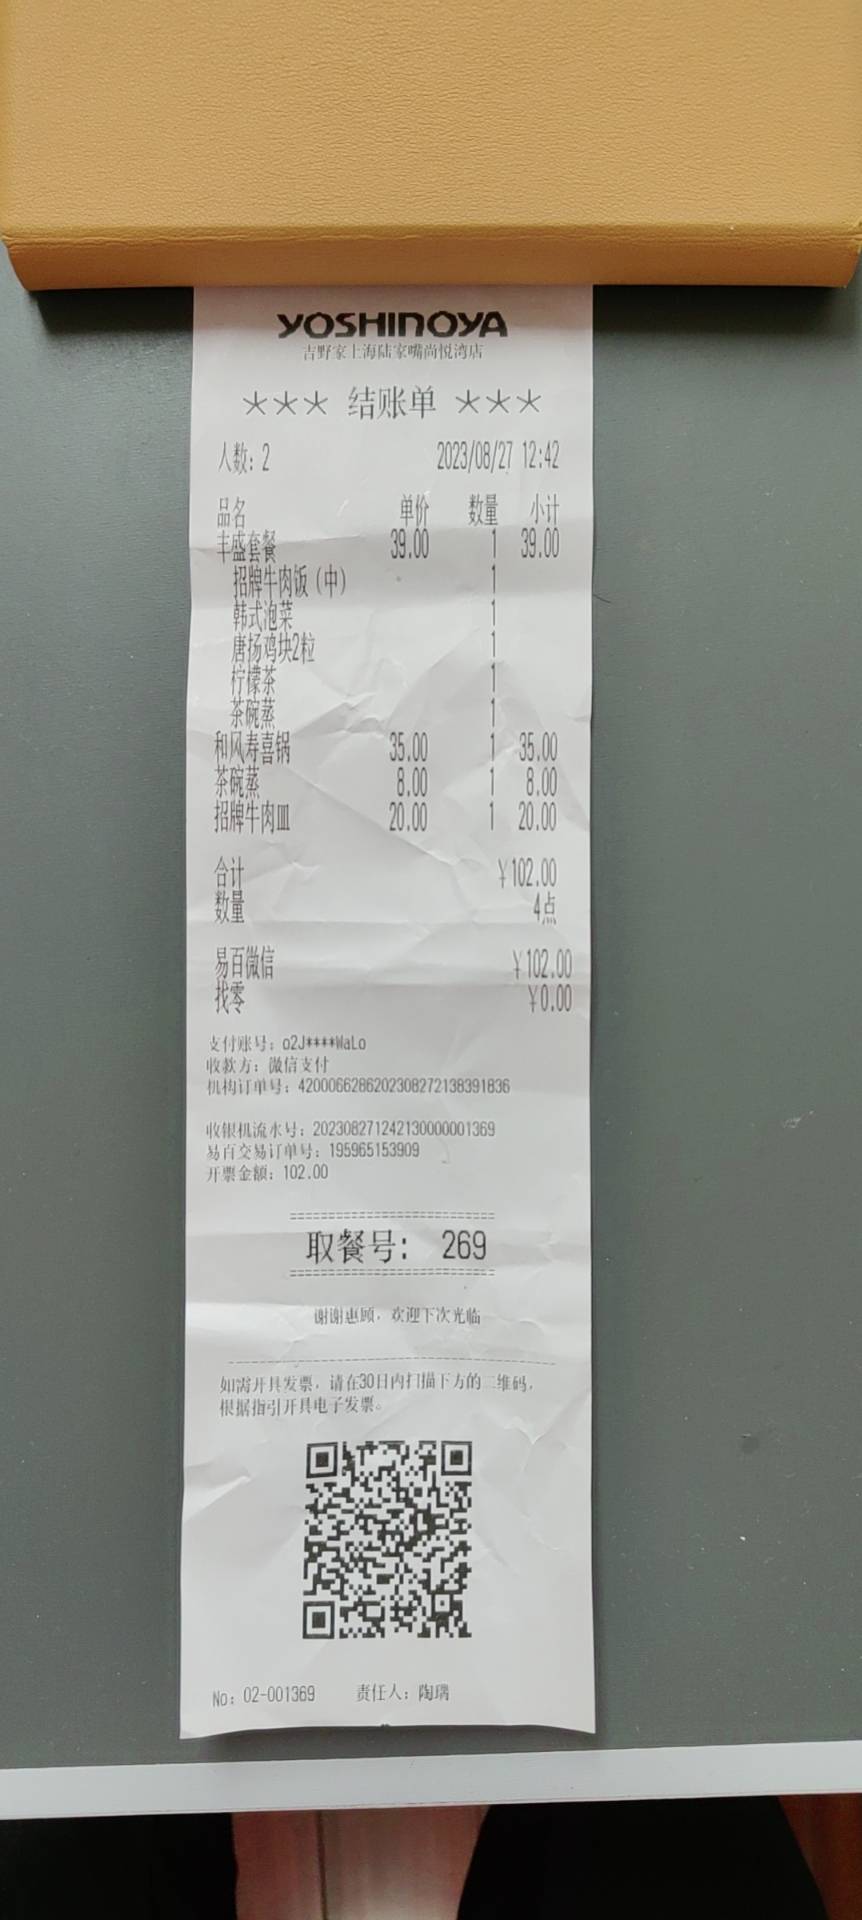 YOSHINOYA
吉野家上海陆家嘴尚悦湾店
*** 结账单 ***
人数: 2 2023/08/27 12:42
品名 单价 数量 小计
丰盛套餐 39.00 1 39.00
招牌牛肉饭(中) 1
韩式泡菜 1
唐扬鸡块2粒 1
柠檬茶 1
茶碗蒸 1
和风寿喜锅 35.00 1 35.00
茶碗蒸 8.00 1 8.00
招牌牛肉皿 20.00 1 20.00
合计 ¥102.00
数量 4点
易百微信 ¥102.00
找零 ¥0.00
支付账号: o2J****WaLo
收款方: 微信支付
机构订单号: 4200066286202308272138391836
收银机流水号: 202308271242130000001369
易百交易订单号: 195965153909
开票金额: 102.00
==============================
取餐号: 269
==============================
谢谢惠顾，欢迎下次光临
--------------------------------------------------
如需开具发票，请在30日内扫描下方的二维码，
根据指引开具电子发票。
No: 02-001369 责任人: 陶瑀